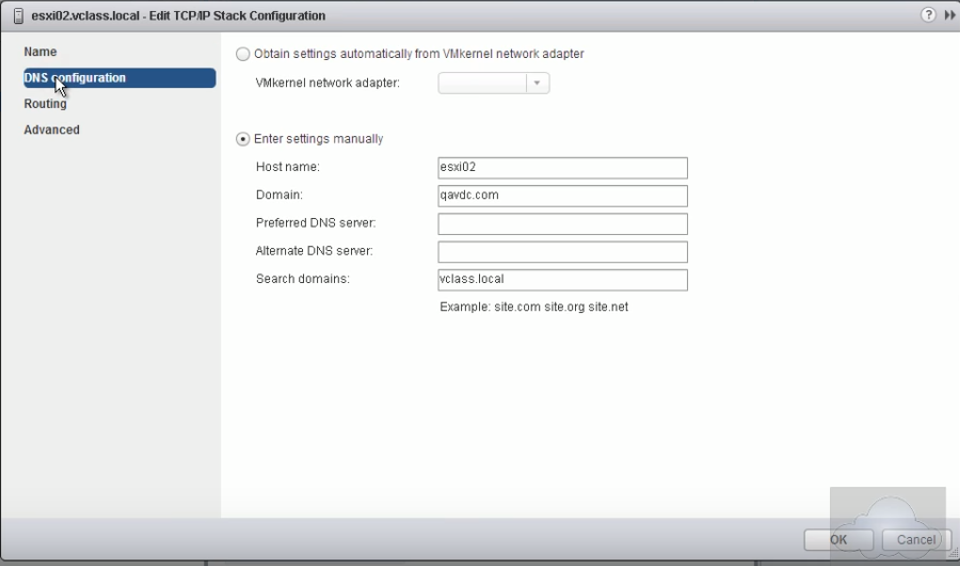 esxi02.vclass.local - Edit TCP/IP Stack Configuration
?
Name
DNS configuration
Routing
Advanced
Obtain settings automatically from VMkernel network adapter
VMkernel network adapter:
Enter settings manually
Host name: esxi02
Domain: qavdc.com
Preferred DNS server:
Alternate DNS server:
Search domains: vclass.local
Example: site.com site.org site.net
OK Cancel